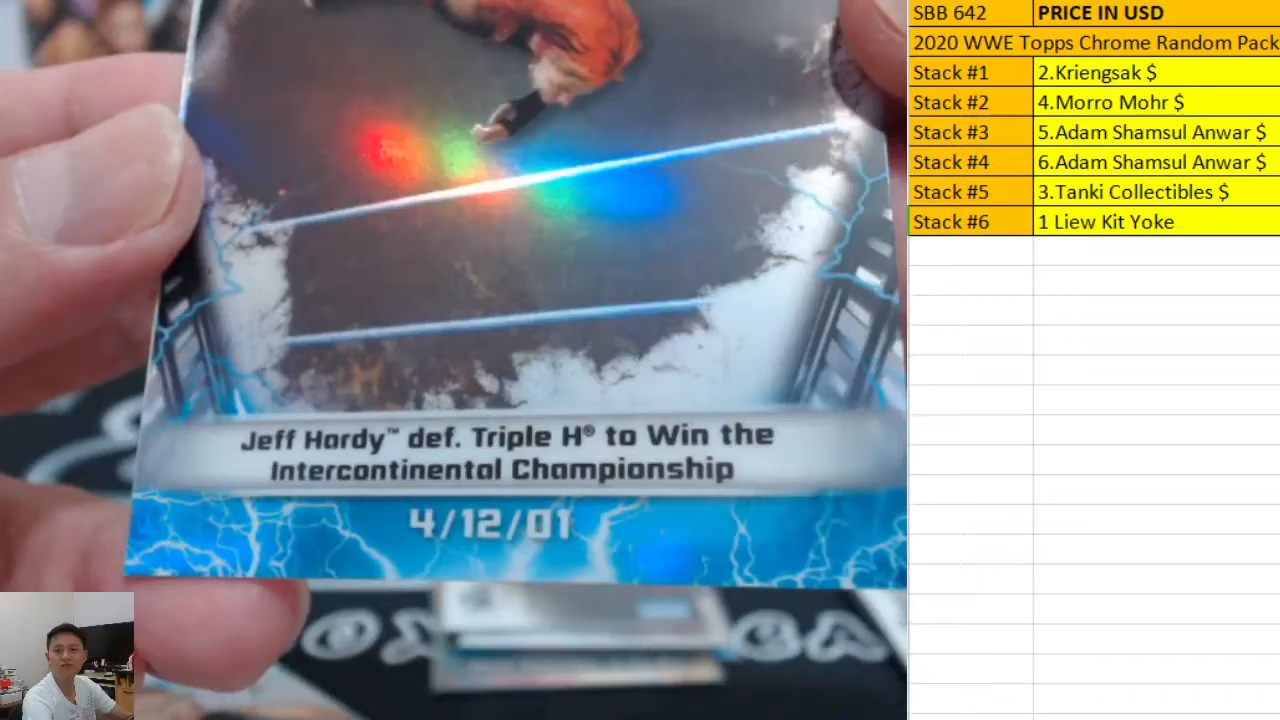 Jeff Hardy™ def. Triple H® to Win the
Intercontinental Championship
4/12/01
SBB 642 PRICE IN USD
2020 WWE Topps Chrome Random Pack
Stack #1 2.Kriengsak $
Stack #2 4.Morro Mohr $
Stack #3 5.Adam Shamsul Anwar $
Stack #4 6.Adam Shamsul Anwar $
Stack #5 3.Tanki Collectibles $
Stack #6 1 Liew Kit Yoke